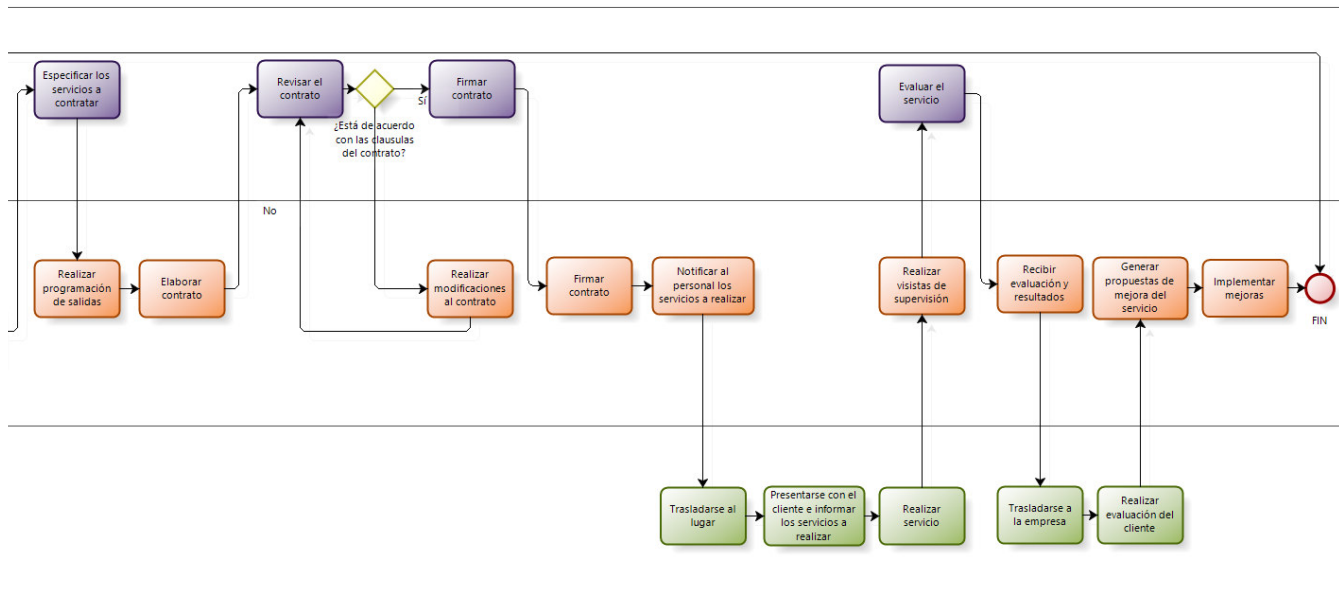 Especificar los
servicios a
contratar
Revisar el
contrato
Sí
Firmar
contrato
¿Está de acuerdo
con las clausulas
del contrato?
Evaluar el
servicio
No
Realizar
programación
de salidas
Elaborar
contrato
Realizar
modificaciones
al contrato
Firmar
contrato
Notificar al
personal los
servicios a realizar
Realizar
visistas de
supervisión
Recibir
evaluación y
resultados
Generar
propuestas de
mejora del
servicio
Implementar
mejoras
FIN
Trasladarse al
lugar
Presentarse con el
cliente e informar
los servicios a
realizar
Realizar
servicio
Trasladarse a
la empresa
Realizar
evaluación del
cliente